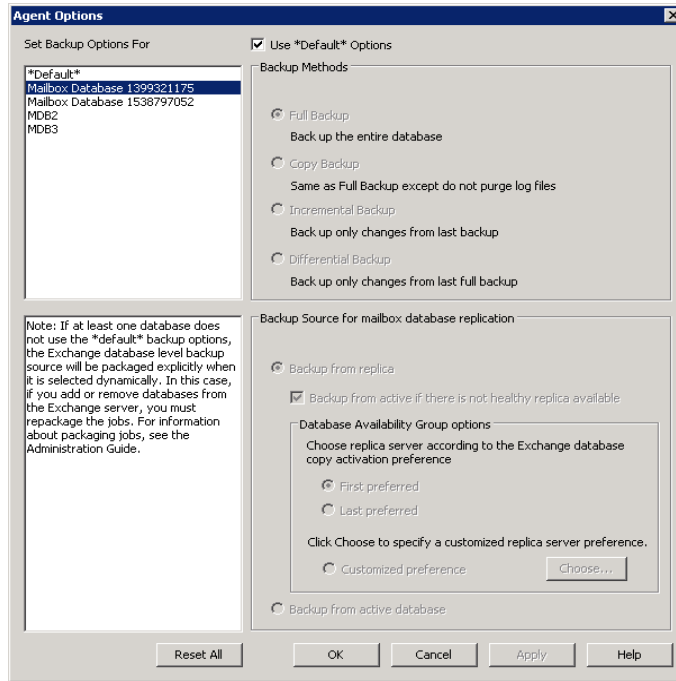 Agent Options
Set Backup Options For
Use *Default* Options
*Default*
Mailbox Database 1399321175
Mailbox Database 1538797052
MDB2
MDB3
Backup Methods
Full Backup
Back up the entire database
Copy Backup
Same as Full Backup except do not purge log files
Incremental Backup
Back up only changes from last backup
Differential Backup
Back up only changes from last full backup
Note: If at least one database does
not use the *default* backup options,
the Exchange database level backup
source will be packaged explicitly when
it is selected dynamically. In this case,
if you add or remove databases from
the Exchange server, you must
repackage the jobs. For information
about packaging jobs, see the
Administration Guide.
Backup Source for mailbox database replication
Backup from replica
Backup from active if there is not healthy replica available
Database Availability Group options
Choose replica server according to the Exchange database
copy activation preference
First preferred
Last preferred
Click Choose to specify a customized replica server preference.
Customized preference
Choose...
Backup from active database
Reset All
OK
Cancel
Apply
Help